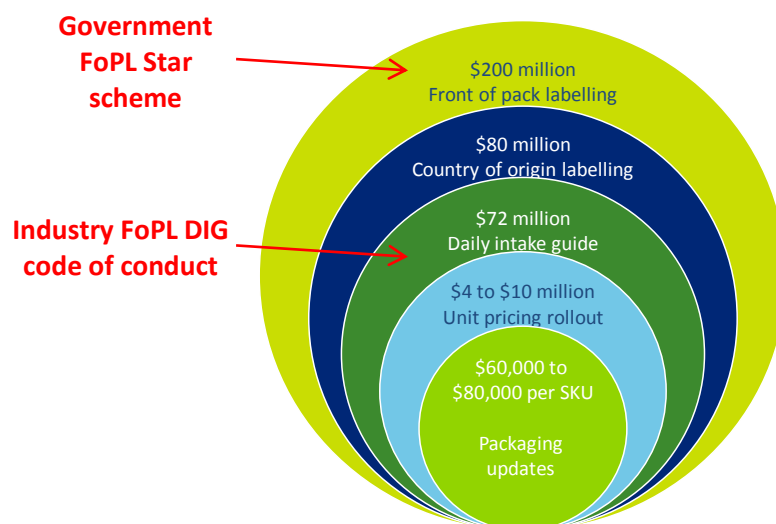 Government
FoPL Star
scheme
$200 million
Front of pack labelling
$80 million
Country of origin labelling
Industry FoPL DIG
code of conduct
$72 million
Daily intake guide
$4 to $10 million
Unit pricing rollout
$60,000 to
$80,000 per SKU
Packaging
updates